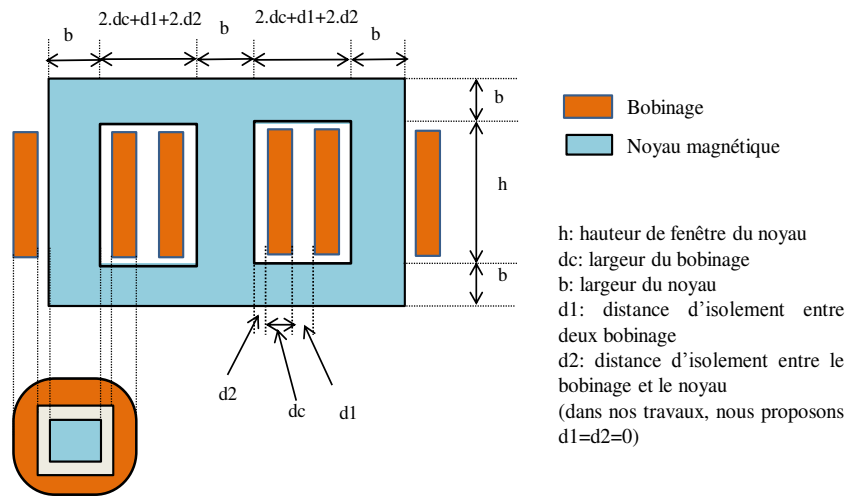 2.dc+d1+2.d2 2.dc+d1+2.d2
b b b
b
Bobinage
Noyau magnétique
h
b
h: hauteur de fenêtre du noyau
dc: largeur du bobinage
b: largeur du noyau
d1: distance d'isolement entre
deux bobinage
d2: distance d'isolement entre le
bobinage et le noyau
(dans nos travaux, nous proposons
d1=d2=0)
d2 dc d1